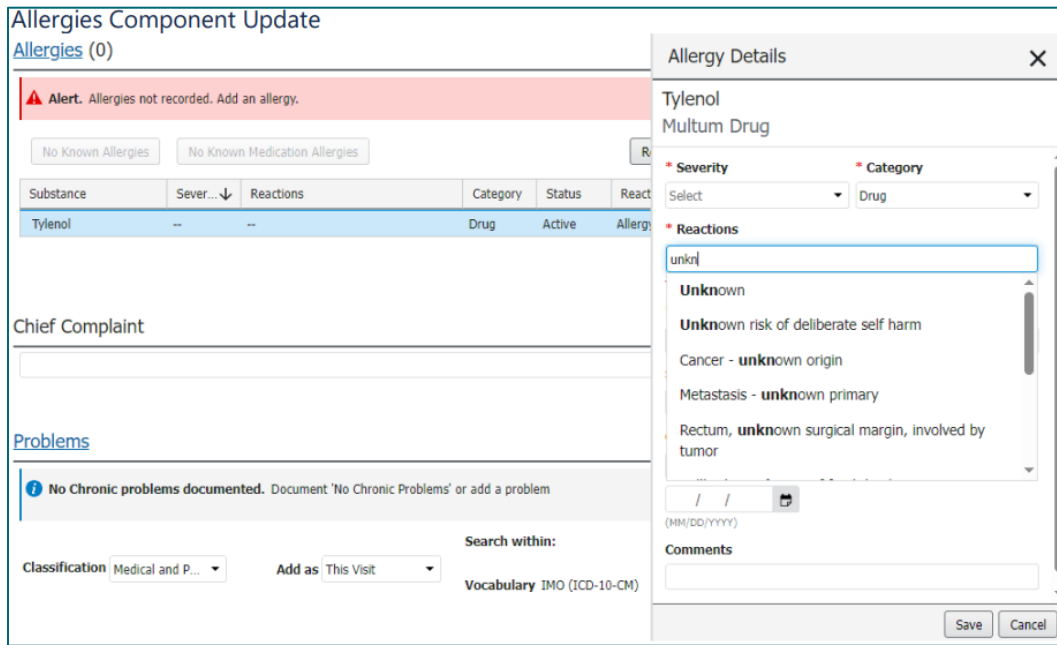 Allergies Component Update
Allergies (0)
Alert. Allergies not recorded. Add an allergy.
No Known Allergies
No Known Medication Allergies
Substance Sever... Reactions Category Status React
Tylenol -- -- Drug Active Allergy
Chief Complaint
Problems
No Chronic problems documented. Document 'No Chronic Problems' or add a problem
Search within:
Classification Medical and P... Add as This Visit
Vocabulary IMO (ICD-10-CM)
Allergy Details
Tylenol
Multum Drug
* Severity * Category
Select Drug
* Reactions
unkn
Unknown
Unknown risk of deliberate self harm
Cancer - unknown origin
Metastasis - unknown primary
Rectum, unknown surgical margin, involved by
tumor
/ /
(MM/DD/YYYY)
Comments
Save Cancel